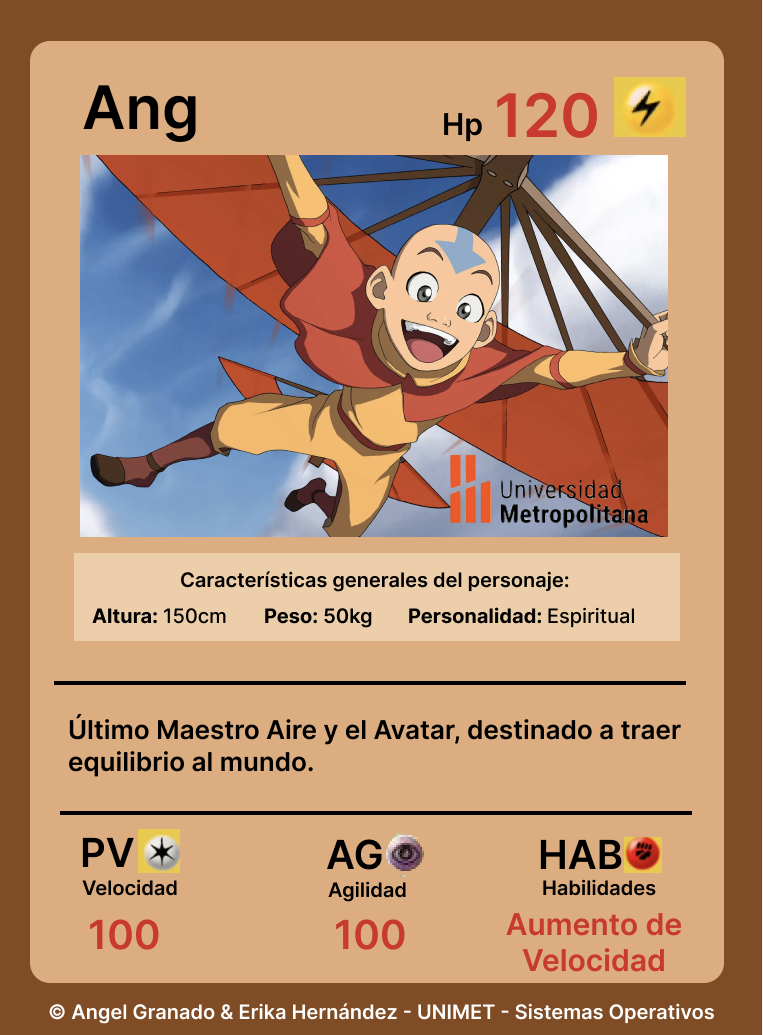 Ang
Hp 120
Universidad
Metropolitana
Características generales del personaje:
Altura: 150cm Peso: 50kg Personalidad: Espiritual
Último Maestro Aire y el Avatar, destinado a traer
equilibrio al mundo.
PV AG HAB
Velocidad Agilidad Habilidades
100 100 Aumento de
Velocidad
© Angel Granado & Erika Hernández - UNIMET - Sistemas Operativos